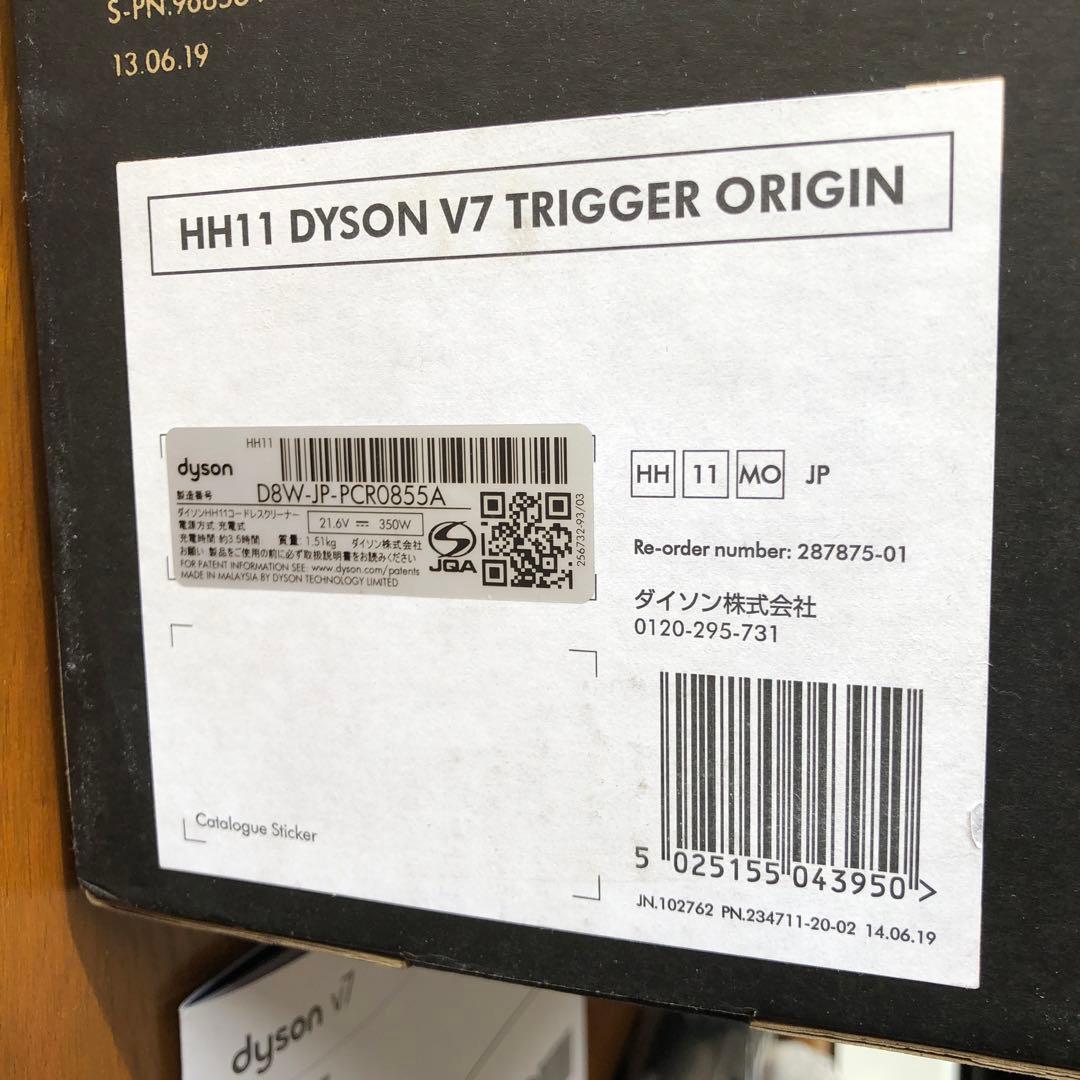 13.06.19
HH11 DYSON V7 TRIGGER ORIGIN
HH11
dyson
製造番号 D8W-JP-PCR0855A
ダイソンHH11コードレスクリーナー
電源方式 充電式 21.6V ⎓ 350W
充電時間 約3.5時間 質量: 1.51kg ダイソン株式会社
お願い 製品をご使用の前に必ず取扱説明書をお読みください
FOR PATENT INFORMATION SEE: www.dyson.com/patents
MADE IN MALAYSIA BY DYSON TECHNOLOGY LIMITED
JQA
256732-93/03
HH 11 MO JP
Re-order number: 287875-01
ダイソン株式会社
0120-295-731
Catalogue Sticker
5 025155 043950 >
JN.102762 PN.234711-20-02 14.06.19
dyson v7